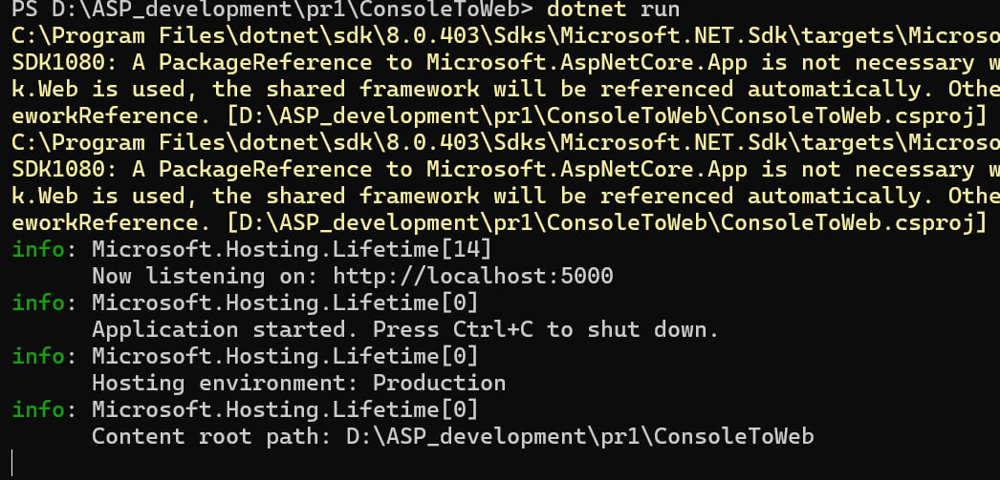 PS D:\ASP_development\pr1\ConsoleToWeb> dotnet run
C:\Program Files\dotnet\sdk\8.0.403\Sdks\Microsoft.NET.Sdk\targets\Microso
SDK1080: A PackageReference to Microsoft.AspNetCore.App is not necessary w
k.Web is used, the shared framework will be referenced automatically. Othe
eworkReference. [D:\ASP_development\pr1\ConsoleToWeb\ConsoleToWeb.csproj]
C:\Program Files\dotnet\sdk\8.0.403\Sdks\Microsoft.NET.Sdk\targets\Microso
SDK1080: A PackageReference to Microsoft.AspNetCore.App is not necessary w
k.Web is used, the shared framework will be referenced automatically. Othe
eworkReference. [D:\ASP_development\pr1\ConsoleToWeb\ConsoleToWeb.csproj]
info: Microsoft.Hosting.Lifetime[14]
      Now listening on: http://localhost:5000
info: Microsoft.Hosting.Lifetime[0]
      Application started. Press Ctrl+C to shut down.
info: Microsoft.Hosting.Lifetime[0]
      Hosting environment: Production
info: Microsoft.Hosting.Lifetime[0]
      Content root path: D:\ASP_development\pr1\ConsoleToWeb